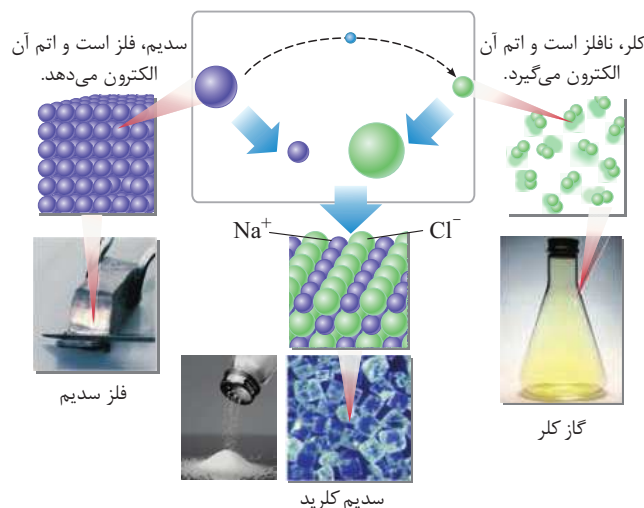 کلر، نافلز است و اتم آن
الکترون می‌گیرد.
سدیم، فلز است و اتم آن
الکترون می‌دهد.
Na⁺
Cl⁻
فلز سدیم
گاز کلر
سدیم کلرید